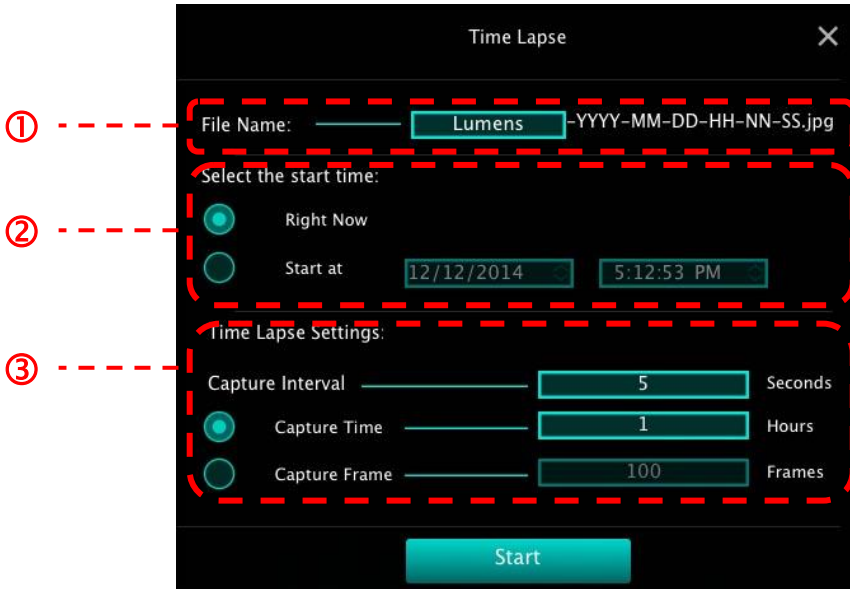 Time Lapse
① File Name: Lumens -YYYY-MM-DD-HH-NN-SS.jpg
Select the start time:
② Right Now
Start at 12/12/2014 5:12:53 PM
Time Lapse Settings:
③ Capture Interval 5 Seconds
Capture Time 1 Hours
Capture Frame 100 Frames
Start